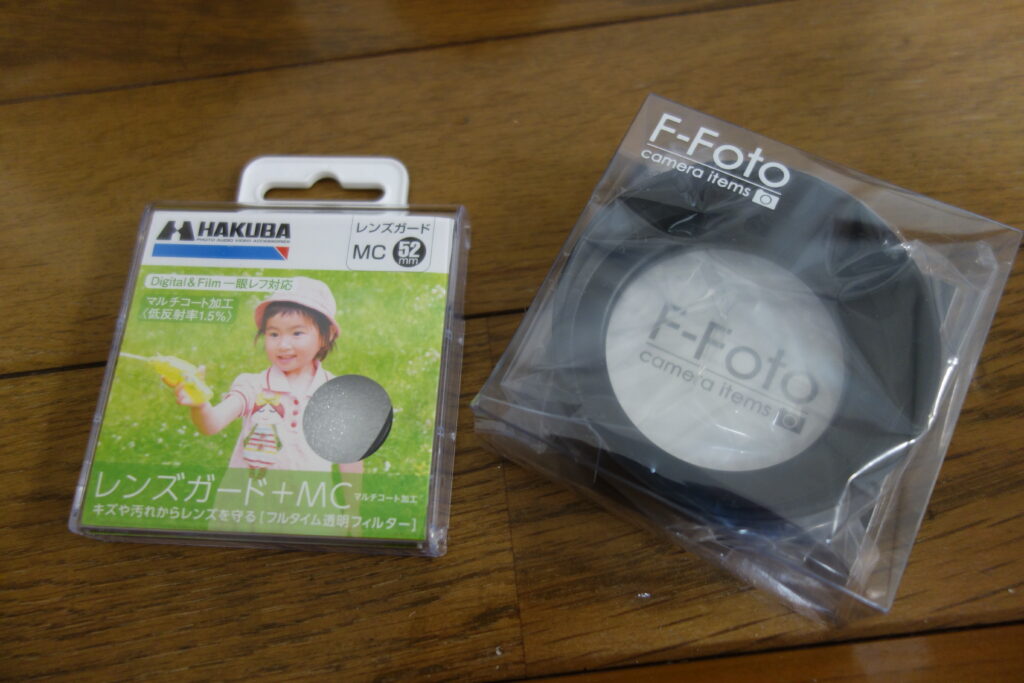 HAKUBA
PHOTO AUDIO VIDEO ACCESSORIES
レンズガード
MC 52 mm
Digital & Film 一眼レフ対応
マルチコート加工
〈低反射率1.5%〉
レンズガード+MC マルチコート加工
キズや汚れからレンズを守る [フルタイム透明フィルター]
F-Foto
camera items
F-Foto
camera items